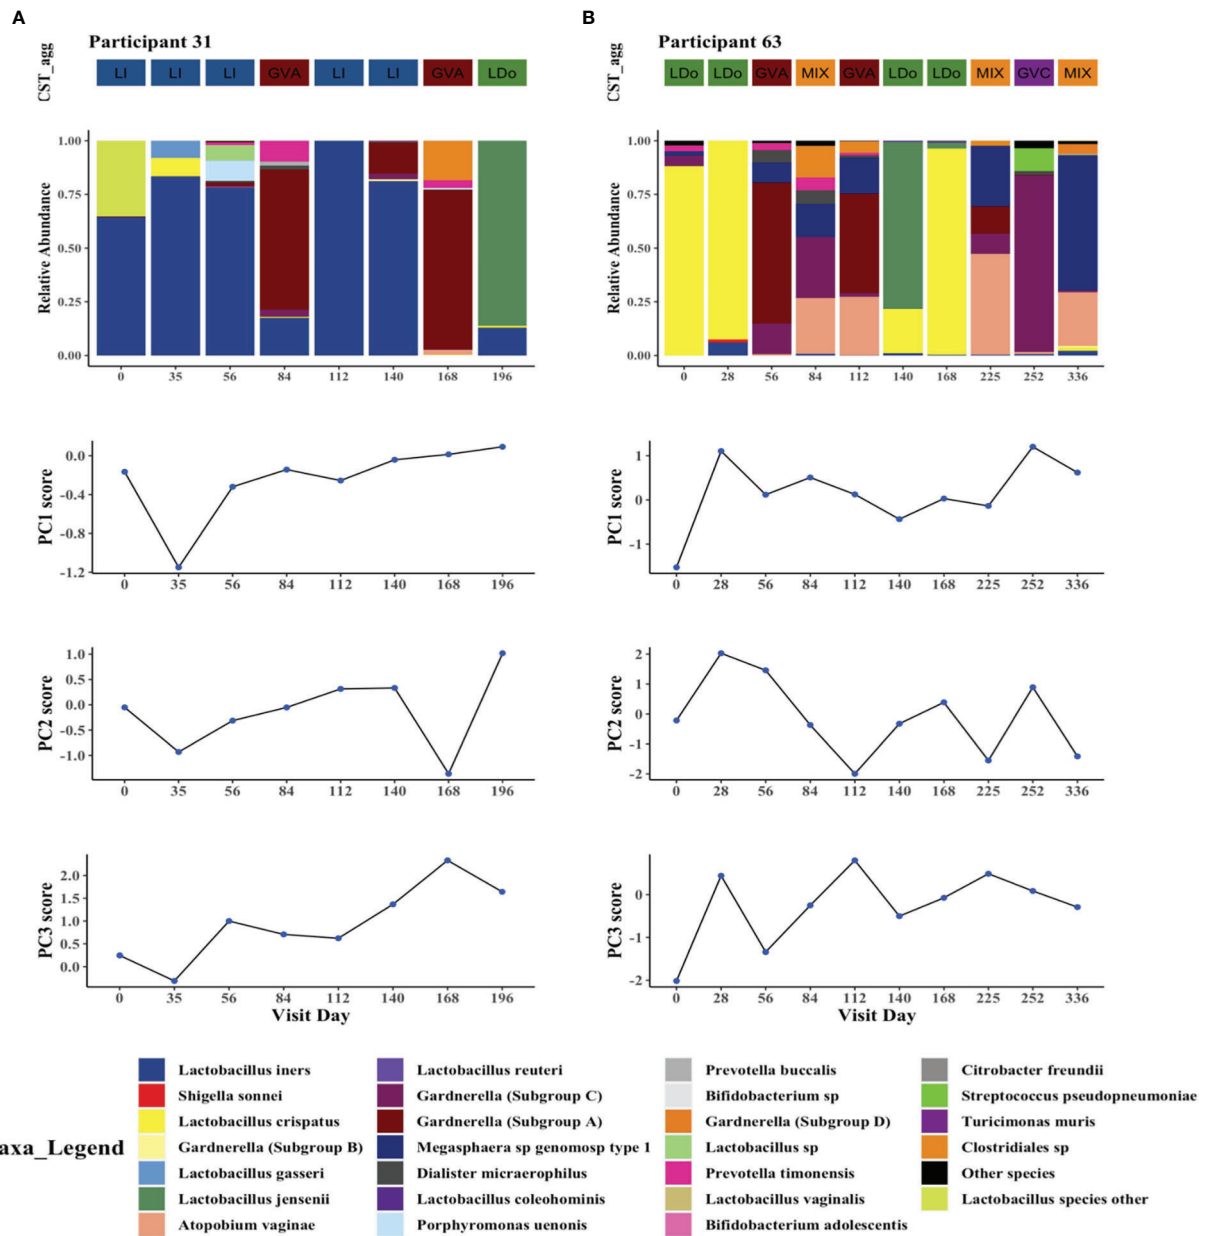 A
B
Participant 31
Participant 63
CST_agg
LI LI LI GVA LI LI GVA LDo
CST_agg
LDo LDo GVA MIX GVA LDo LDo MIX GVC MIX
Relative Abundance
1.00
0.75
0.50
0.25
0.00
0 35 56 84 112 140 168 196
Relative Abundance
1.00
0.75
0.50
0.25
0.00
0 28 56 84 112 140 168 225 252 336
PC1 score
0.0
-0.4
-0.8
-1.2
0 35 56 84 112 140 168 196
PC1 score
1
0
-1
0 28 56 84 112 140 168 225 252 336
PC2 score
1.0
0.5
0.0
-0.5
-1.0
0 35 56 84 112 140 168 196
PC2 score
2
1
0
-1
-2
0 28 56 84 112 140 168 225 252 336
PC3 score
2.0
1.5
1.0
0.5
0.0
0 35 56 84 112 140 168 196
Visit Day
PC3 score
0
-1
-2
0 28 56 84 112 140 168 225 252 336
Visit Day
axa_Legend
Lactobacillus iners
Shigella sonnei
Lactobacillus crispatus
Gardnerella (Subgroup B)
Lactobacillus gasseri
Lactobacillus jensenii
Atopobium vaginae
Lactobacillus reuteri
Gardnerella (Subgroup C)
Gardnerella (Subgroup A)
Megasphaera sp genomosp type 1
Dialister micraerophilus
Lactobacillus coleohominis
Porphyromonas uenonis
Prevotella buccalis
Bifidobacterium sp
Gardnerella (Subgroup D)
Lactobacillus sp
Prevotella timonensis
Lactobacillus vaginalis
Bifidobacterium adolescentis
Citrobacter freundii
Streptococcus pseudopneumoniae
Turicimonas muris
Clostridiales sp
Other species
Lactobacillus species other